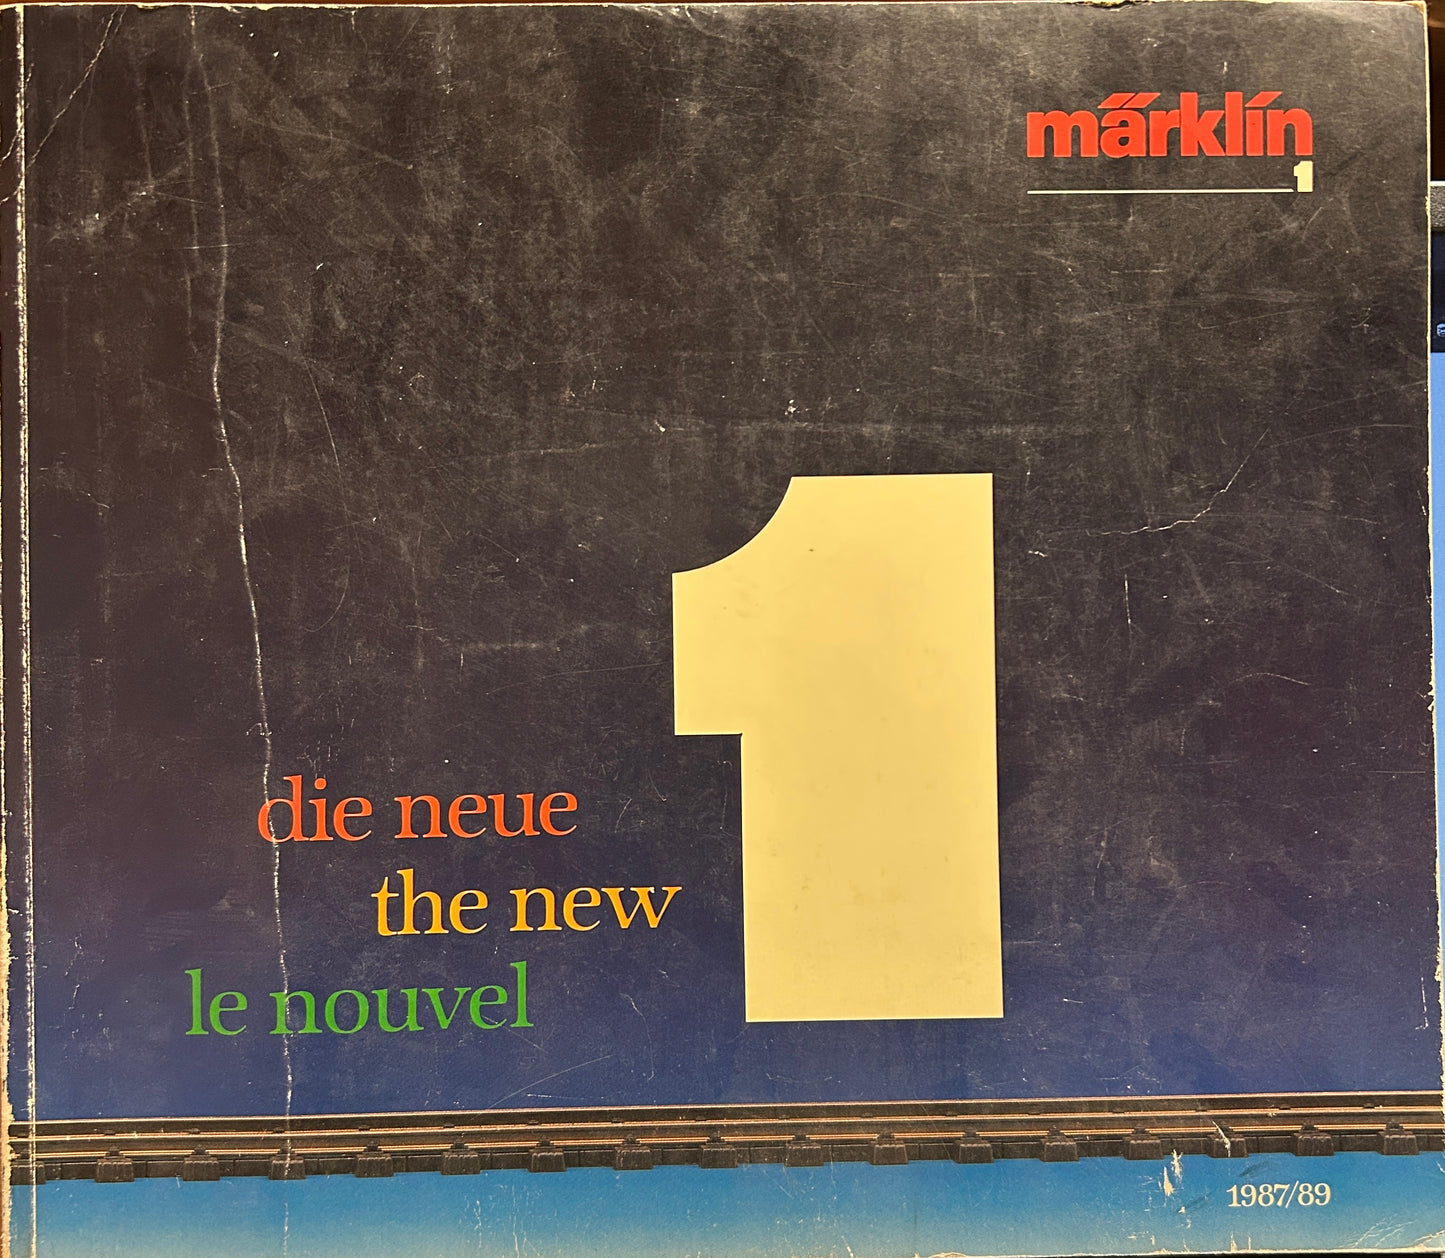 märklin
1
1
die neue
the new
le nouvel
1987/89